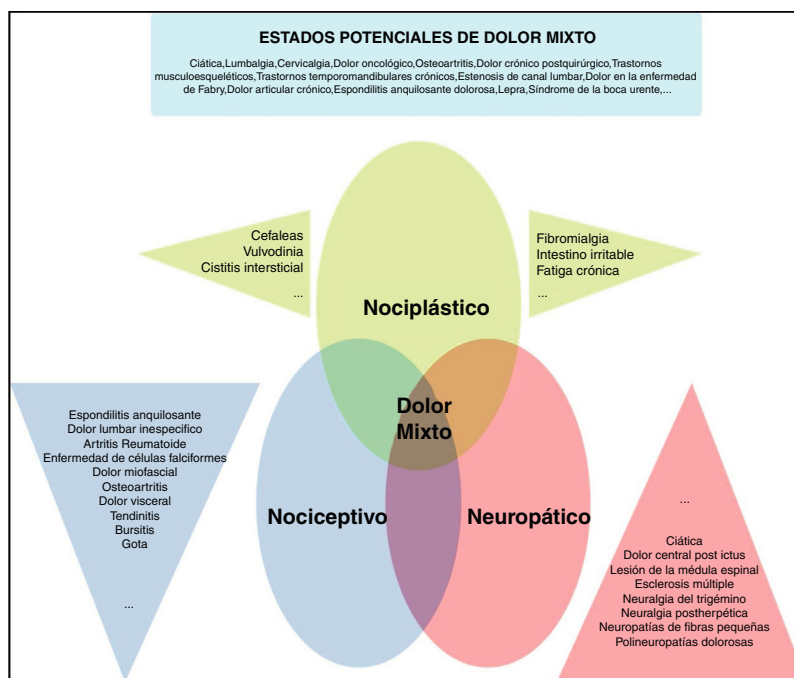 ESTADOS POTENCIALES DE DOLOR MIXTO
Ciática,Lumbalgia,Cervicalgia,Dolor oncológico,Osteoartritis,Dolor crónico postquirúrgico,Trastornos
musculoesqueléticos,Trastornos temporomandibulares crónicos,Estenosis de canal lumbar,Dolor en la enfermedad
de Fabry,Dolor articular crónico,Espondilitis anquilosante dolorosa,Lepra,Síndrome de la boca urente,...
Cefaleas
Vulvodinia
Cistitis intersticial
...
Fibromialgia
Intestino irritable
Fatiga crónica
...
Nociplástico
Dolor
Mixto
Nociceptivo
Neuropático
Espondilitis anquilosante
Dolor lumbar inespecifico
Artritis Reumatoide
Enfermedad de células falciformes
Dolor miofascial
Osteoartritis
Dolor visceral
Tendinitis
Bursitis
Gota
...
...
Ciática
Dolor central post ictus
Lesión de la médula espinal
Esclerosis múltiple
Neuralgia del trigémino
Neuralgia postherpética
Neuropatías de fibras pequeñas
Polineuropatías dolorosas